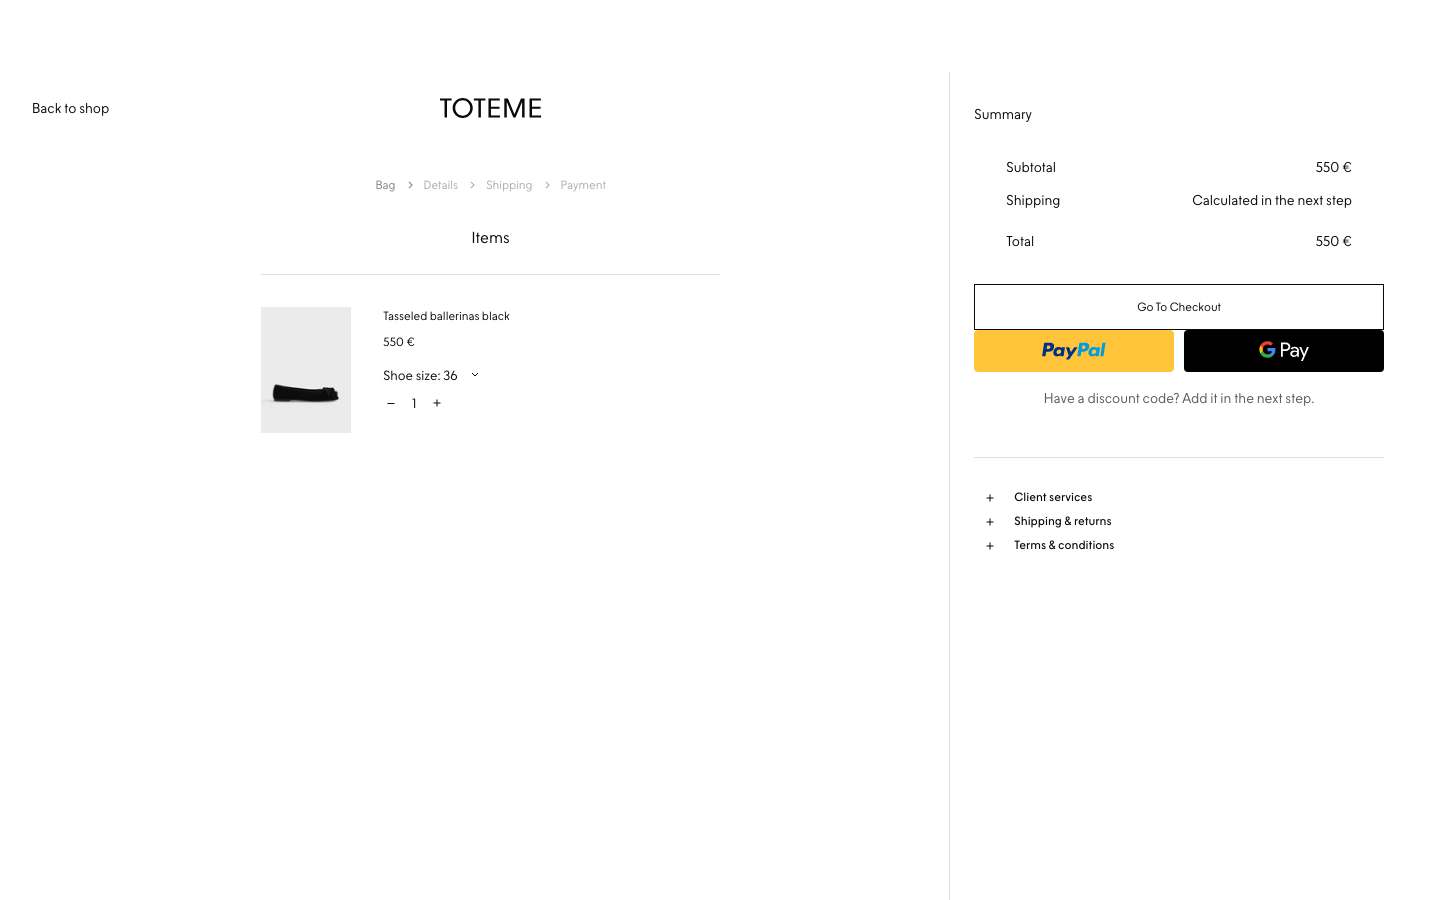 Back to shop
TOTEME
Bag > Details > Shipping > Payment
Items
Tasseled ballerinas black
550 €
Shoe size: 36
− 1 +
Summary
Subtotal 550 €
Shipping Calculated in the next step
Total 550 €
Go To Checkout
PayPal G Pay
Have a discount code? Add it in the next step.
+ Client services
+ Shipping & returns
+ Terms & conditions